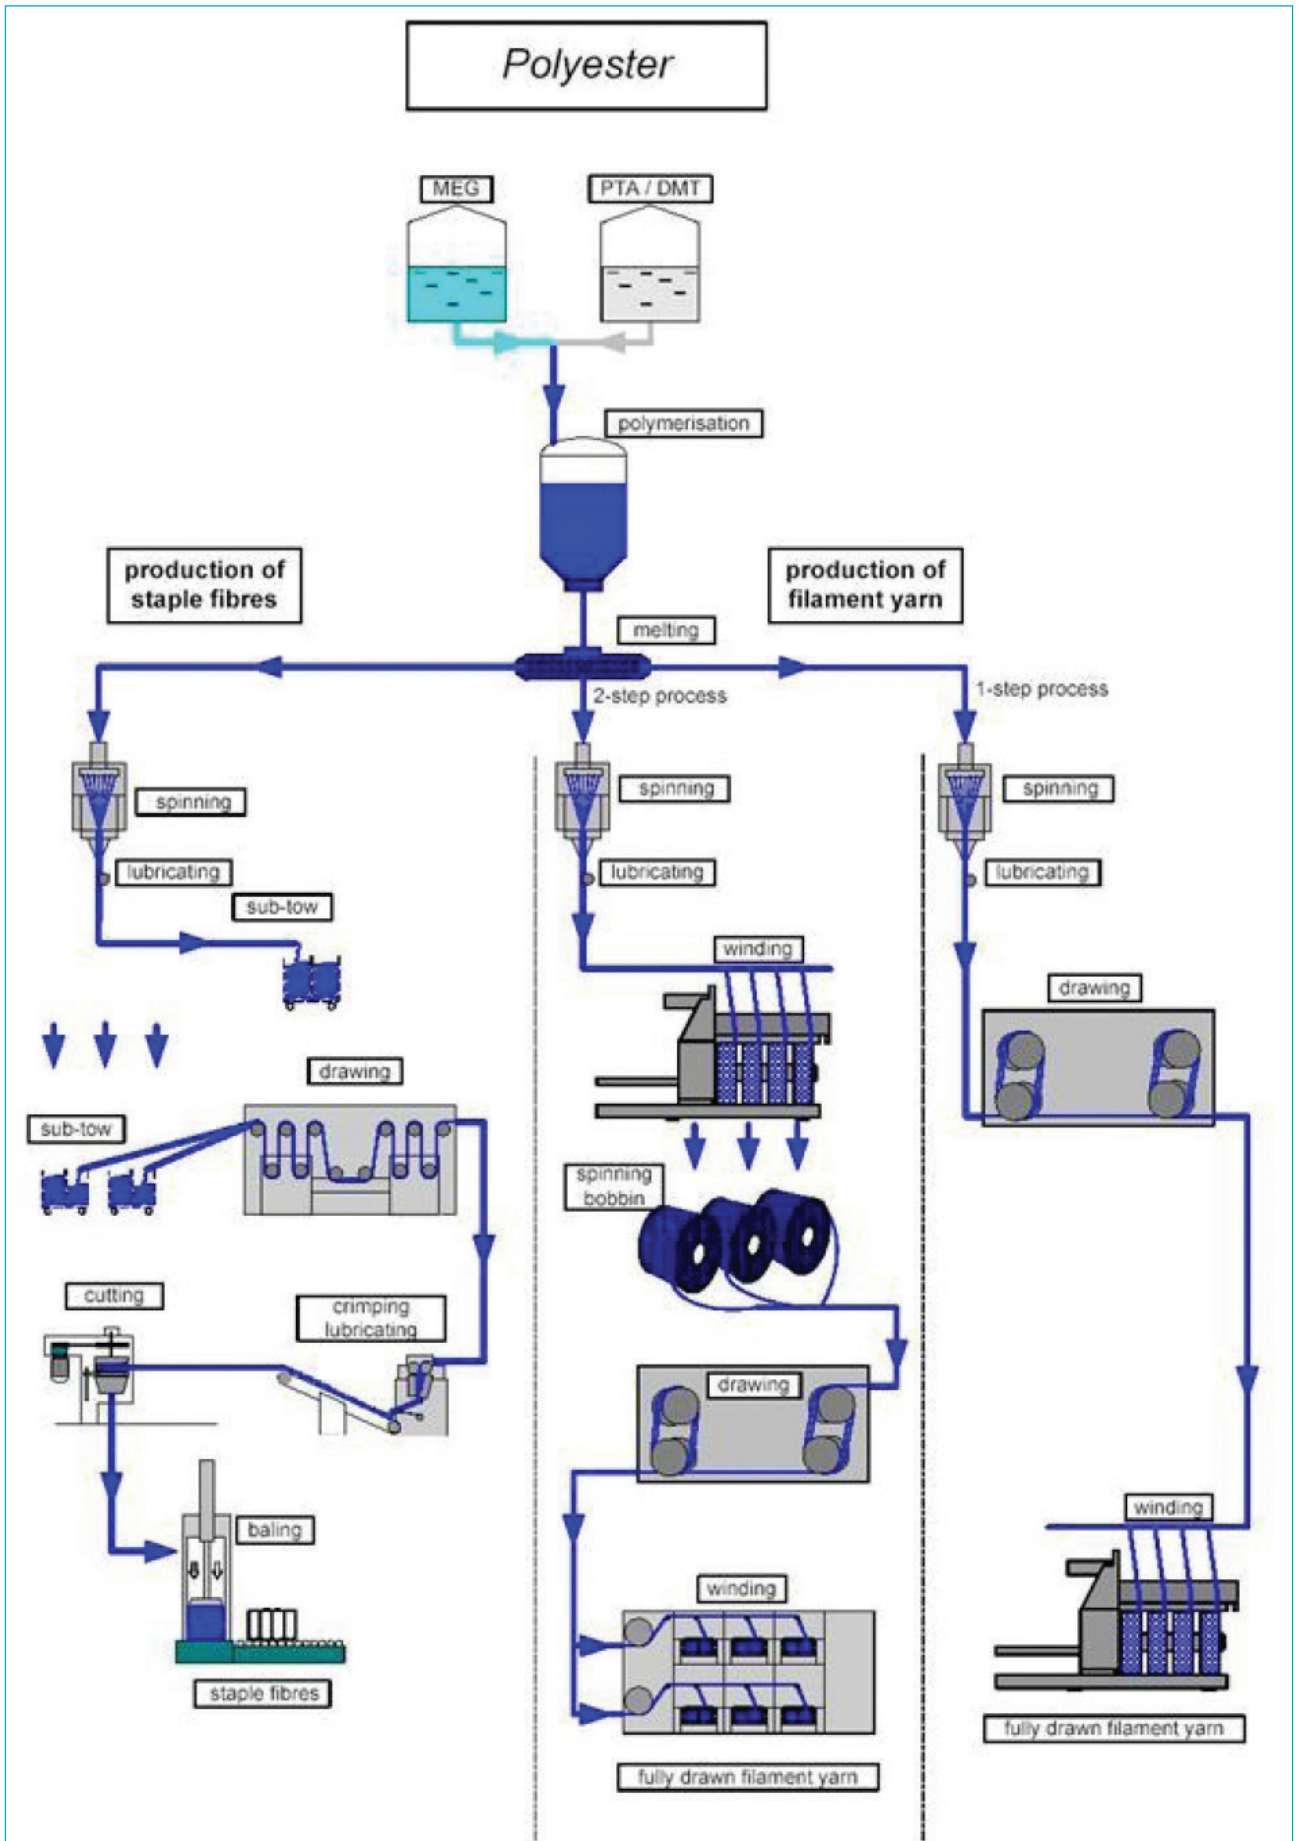 Polyester
MEG
PTA / DMT
polymerisation
production of
staple fibres
production of
filament yarn
melting
2-step process
1-step process
spinning
spinning
spinning
lubricating
lubricating
lubricating
sub-tow
winding
drawing
drawing
sub-tow
spinning
bobbin
cutting
crimping
lubricating
drawing
baling
winding
winding
staple fibres
fully drawn filament yarn
fully drawn filament yarn